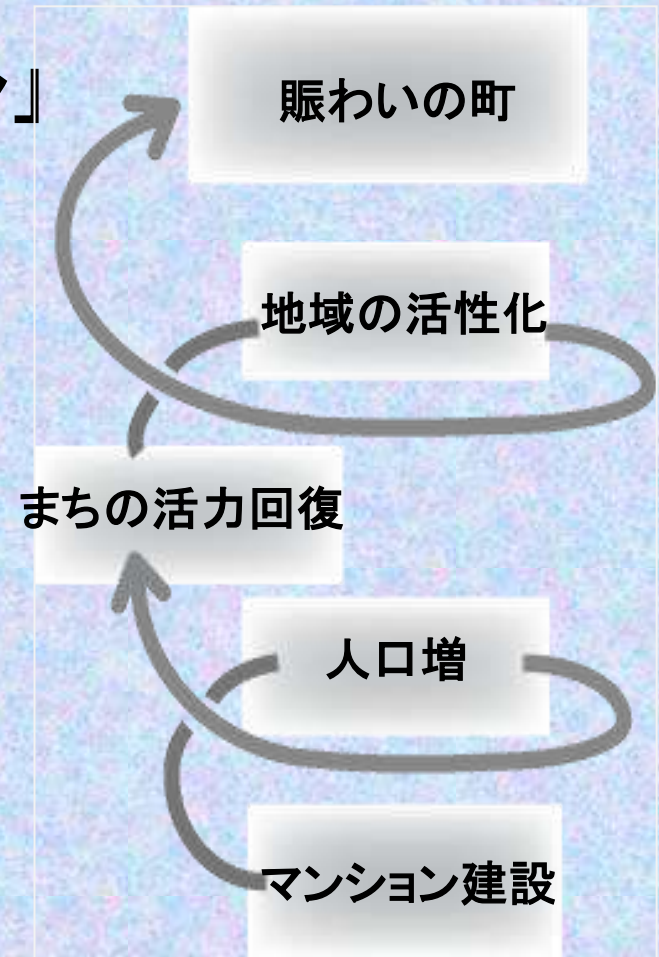 』
賑わいの町
地域の活性化
まちの活力回復
人口増
マンション建設